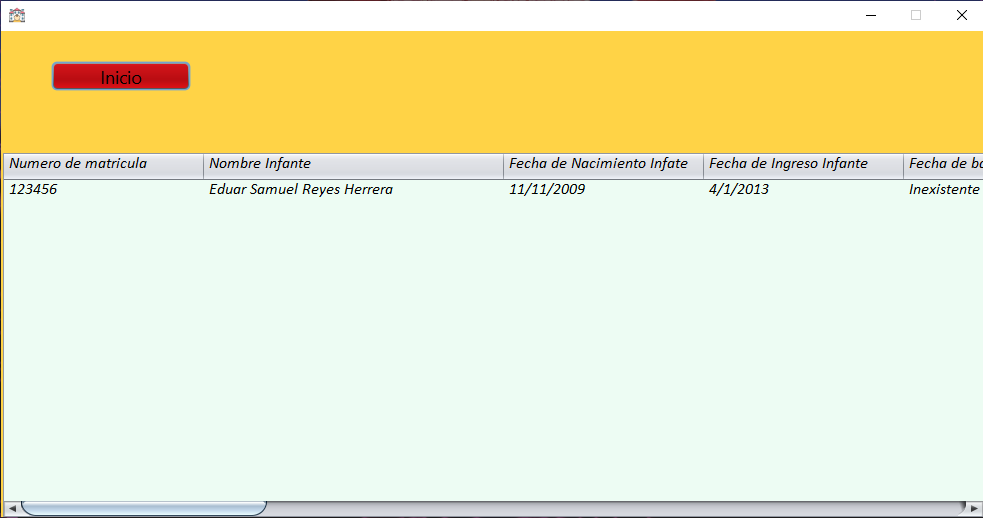 Inicio
Numero de matricula Nombre Infante Fecha de Nacimiento Infate Fecha de Ingreso Infante Fecha de
123456 Eduar Samuel Reyes Herrera 11/11/2009 4/1/2013 Inexistente